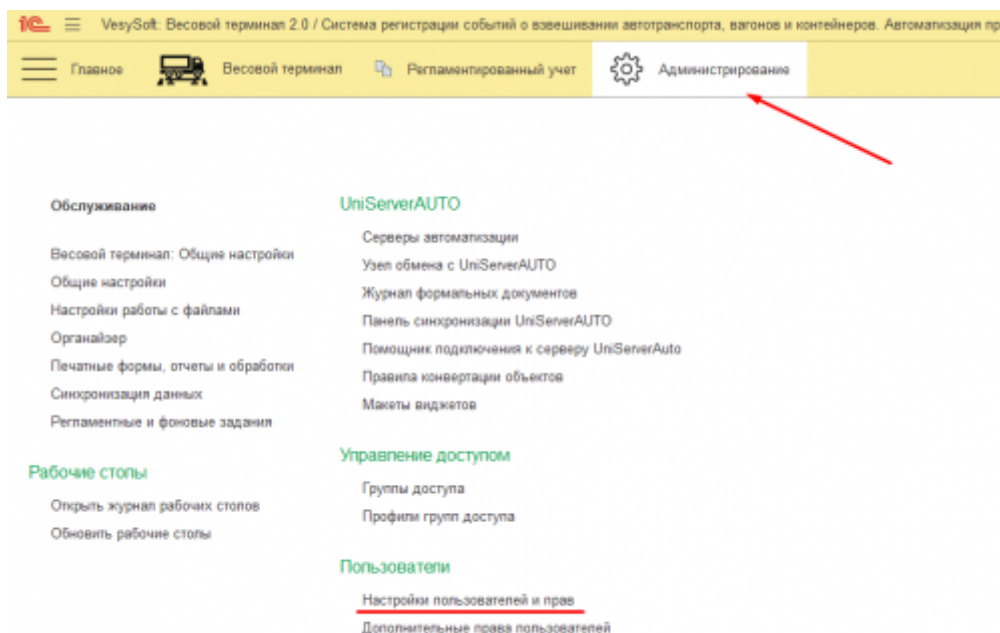 1С VesySoft: Весовой терминал 2.0 / Система регистрации событий о взвешивании автотранспорта, вагонов и контейнеров. Автоматизация пр
Главное Весовой терминал Регламентированный учет Администрирование
Обслуживание
Весовой терминал: Общие настройки
Общие настройки
Настройки работы с файлами
Органайзер
Печатные формы, отчеты и обработки
Синхронизация данных
Регламентные и фоновые задания
Рабочие столы
Открыть журнал рабочих столов
Обновить рабочие столы
UniServerAUTO
Серверы автоматизации
Узел обмена с UniServerAUTO
Журнал формальных документов
Панель синхронизации UniServerAUTO
Помощник подключения к серверу UniServerAuto
Правила конвертации объектов
Макеты виджетов
Управление доступом
Группы доступа
Профили групп доступа
Пользователи
Настройки пользователей и прав
Дополнительные права пользователей